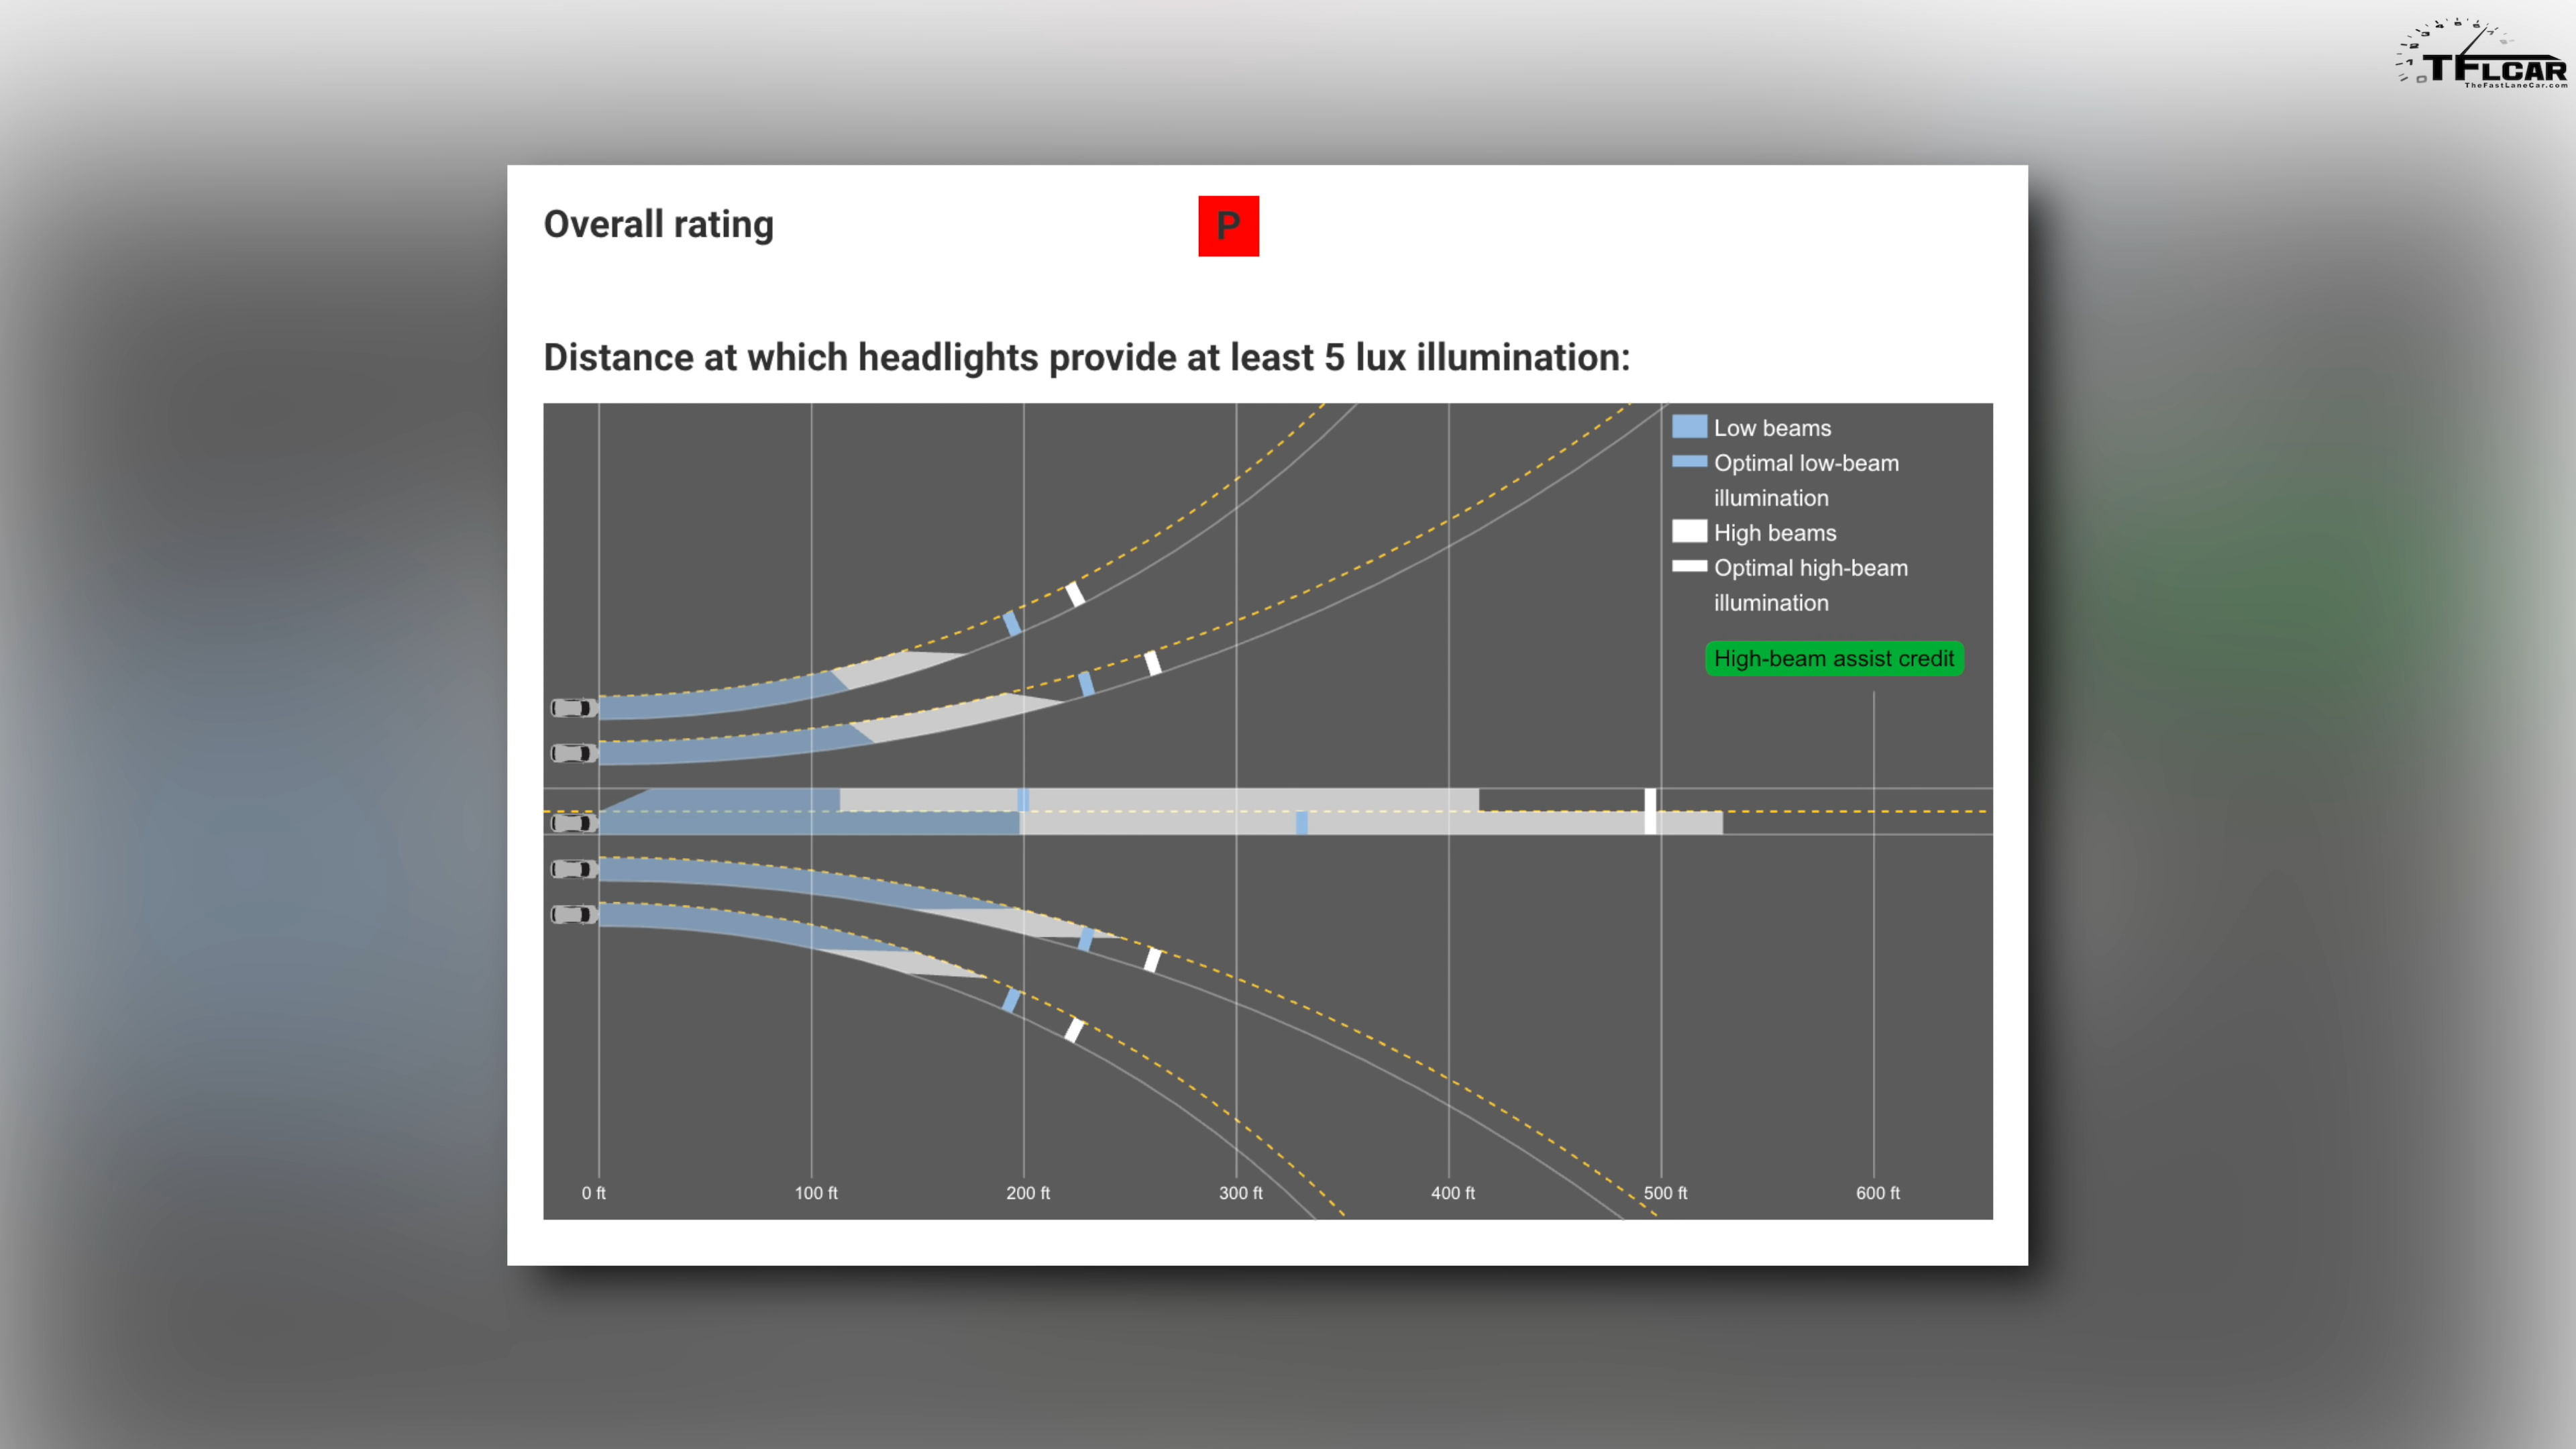 TFLCAR
TheFastLaneCar.com
Overall rating
P
Distance at which headlights provide at least 5 lux illumination:
Low beams
Optimal low-beam
illumination
High beams
Optimal high-beam
illumination
High-beam assist credit
0 ft
100 ft
200 ft
300 ft
400 ft
500 ft
600 ft